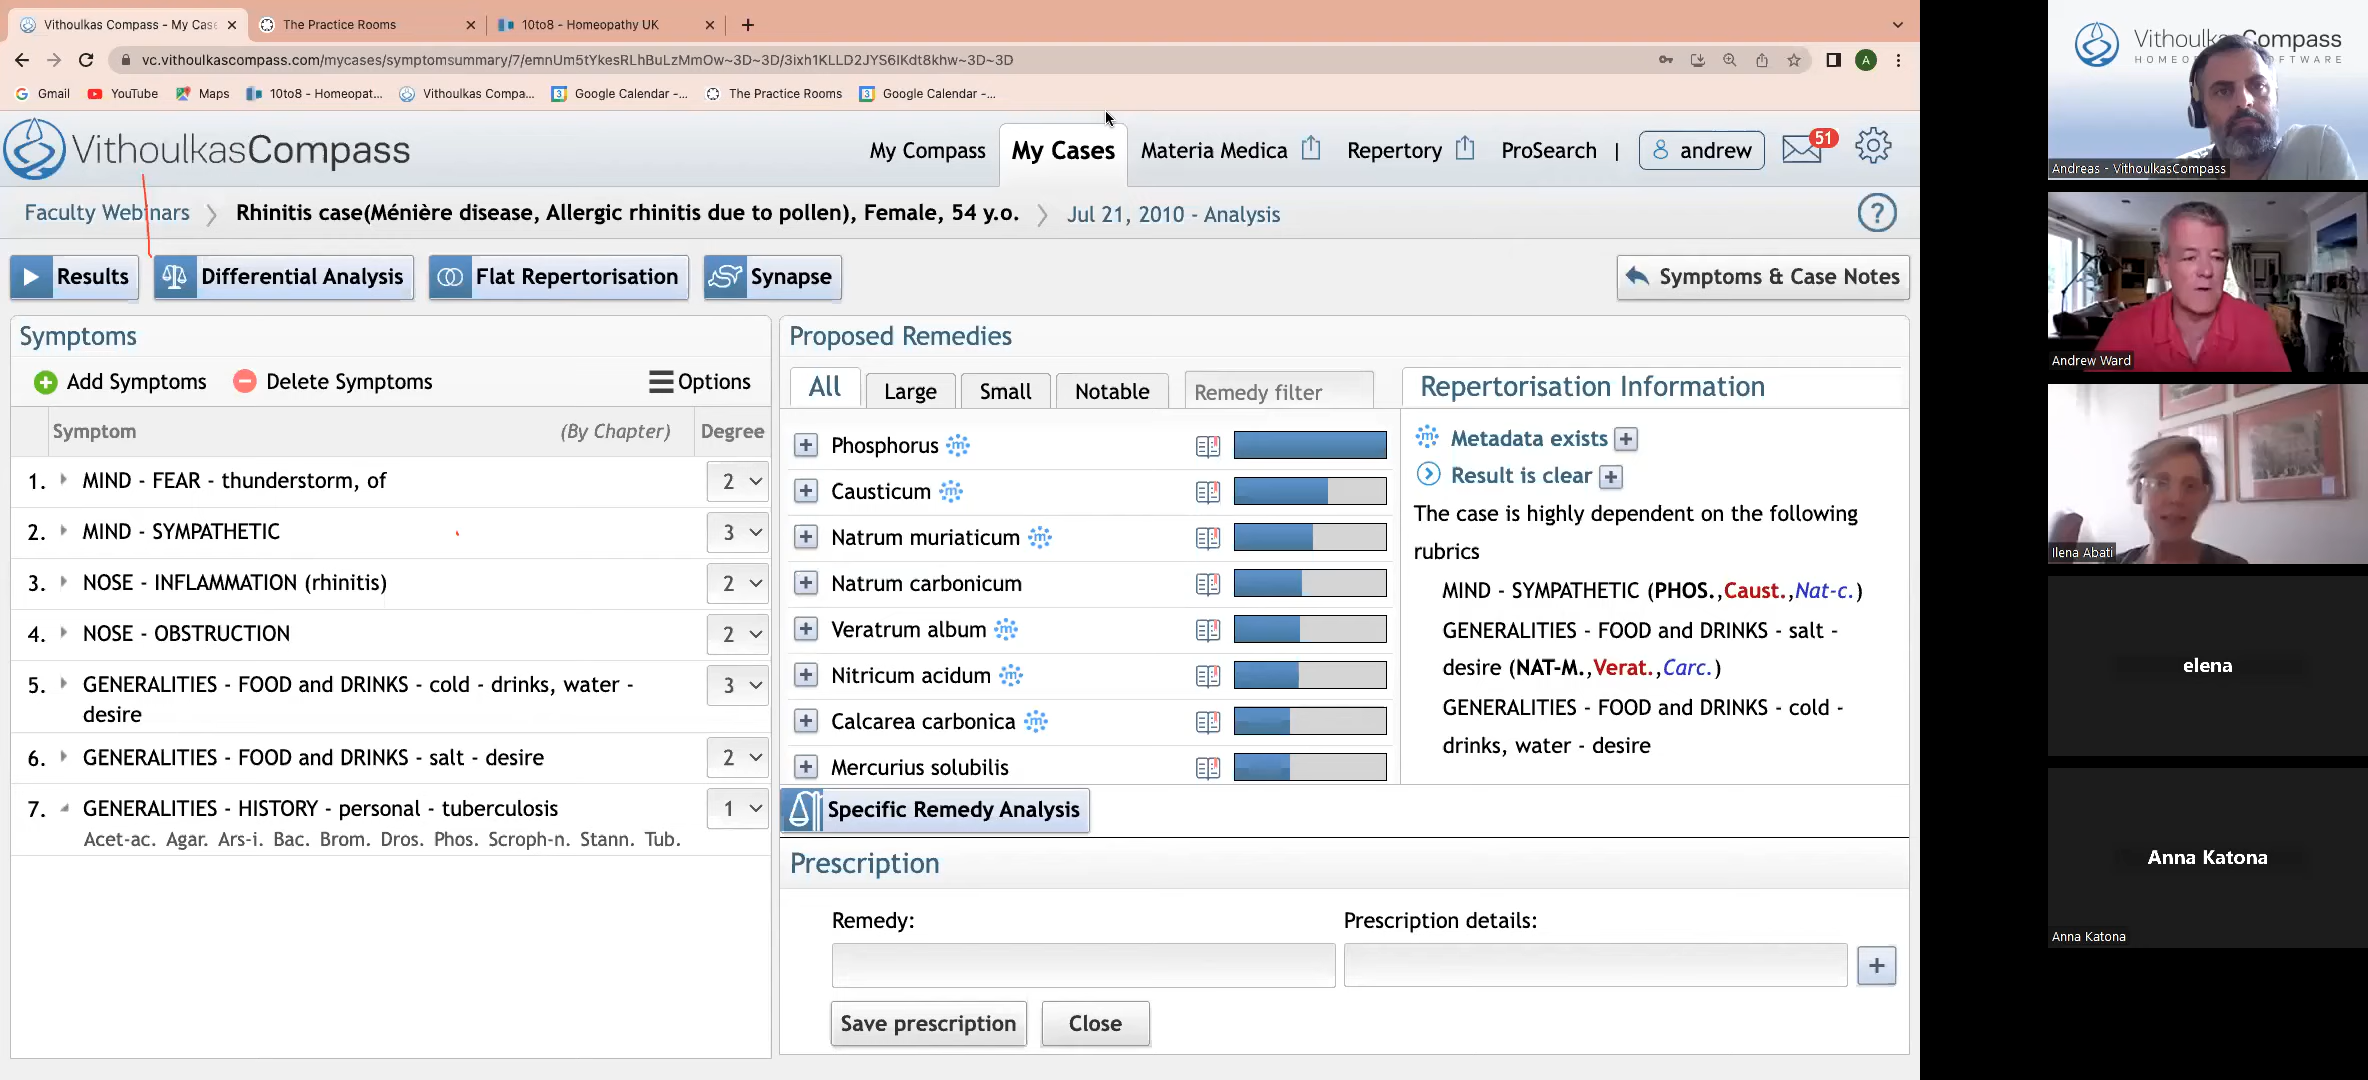 Vithoulkas Compass - My Case
The Practice Rooms
10to8 - Homeopathy UK
vc.vithoulkascompass.com/mycases/symptomsummary/7/emnUm5tYkesRLhBuLzMmOw~3D~3D/3ixh1KLLD2JYS6IKdt8khw~3D~3D
A
Gmail
YouTube
Maps
10to8 - Homeopat...
Vithoulkas Compa...
Google Calendar -...
The Practice Rooms
Google Calendar -...
VithoulkasCompass
My Compass
My Cases
Materia Medica
Repertory
ProSearch |
andrew
51
Faculty Webinars
Rhinitis case(Ménière disease, Allergic rhinitis due to pollen), Female, 54 y.o.
Jul 21, 2010 - Analysis
?
Results
Differential Analysis
Flat Repertorisation
Synapse
Symptoms & Case Notes
Symptoms
Add Symptoms
Delete Symptoms
Options
Symptom
(By Chapter)
Degree
1. MIND - FEAR - thunderstorm, of 2
2. MIND - SYMPATHETIC 3
3. NOSE - INFLAMMATION (rhinitis) 2
4. NOSE - OBSTRUCTION 2
5. GENERALITIES - FOOD and DRINKS - cold - drinks, water - 3
desire
6. GENERALITIES - FOOD and DRINKS - salt - desire 2
7. GENERALITIES - HISTORY - personal - tuberculosis 1
Acet-ac. Agar. Ars-i. Bac. Brom. Dros. Phos. Scroph-n. Stann. Tub.
Proposed Remedies
All
Large
Small
Notable
Remedy filter
Phosphorus
Causticum
Natrum muriaticum
Natrum carbonicum
Veratrum album
Nitricum acidum
Calcarea carbonica
Mercurius solubilis
Repertorisation Information
Metadata exists
Result is clear
The case is highly dependent on the following
rubrics
MIND - SYMPATHETIC (PHOS.,Caust.,Nat-c.)
GENERALITIES - FOOD and DRINKS - salt -
desire (NAT-M.,Verat.,Carc.)
GENERALITIES - FOOD and DRINKS - cold -
drinks, water - desire
Specific Remedy Analysis
Prescription
Remedy:
Prescription details:
Save prescription
Close
Andreas - VithoulkasCompass
Andrew Ward
Ilena Abati
elena
Anna Katona
Anna Katona